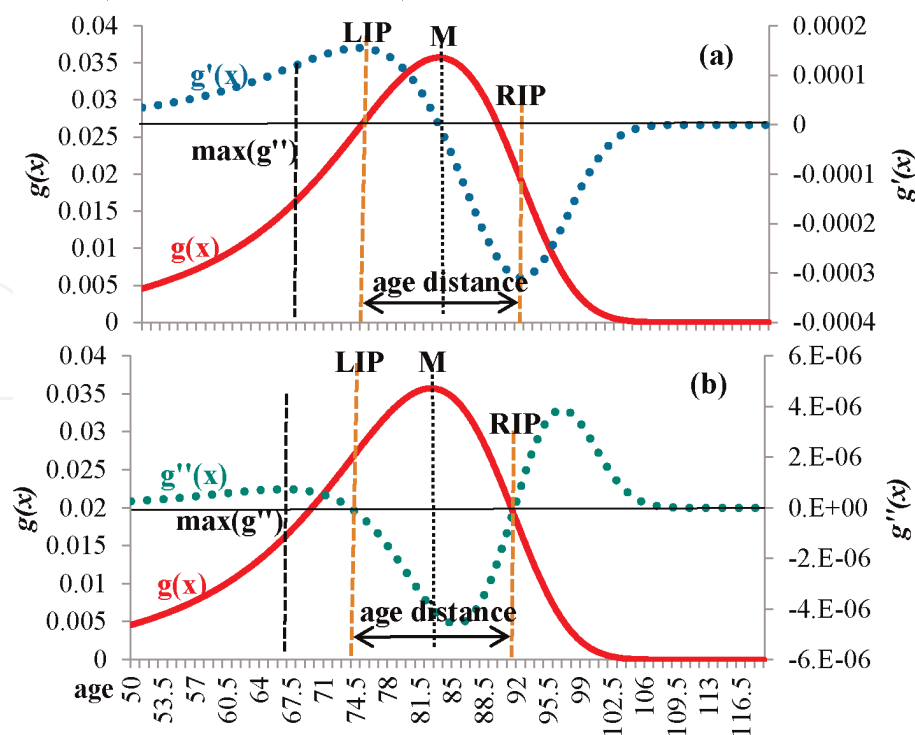 0.04
0.035
0.03
0.025
0.02
0.015
0.01
0.005
0
g(x)
LIP
M
RIP
(a)
g'(x)
max(g'')
g(x)
age distance
0.0002
0.0001
0
-0.0001
-0.0002
-0.0003
-0.0004
g'(x)
0.04
0.035
0.03
0.025
0.02
0.015
0.01
0.005
0
g(x)
LIP
M
RIP
(b)
g''(x)
max(g'')
g(x)
age distance
6.E-06
4.E-06
2.E-06
0.E+00
-2.E-06
-4.E-06
-6.E-06
g''(x)
age 50 53.5 57 60.5 64 67.5 71 74.5 78 81.5 85 88.5 92 95.5 99 102.5 106 109.5 113 116.5